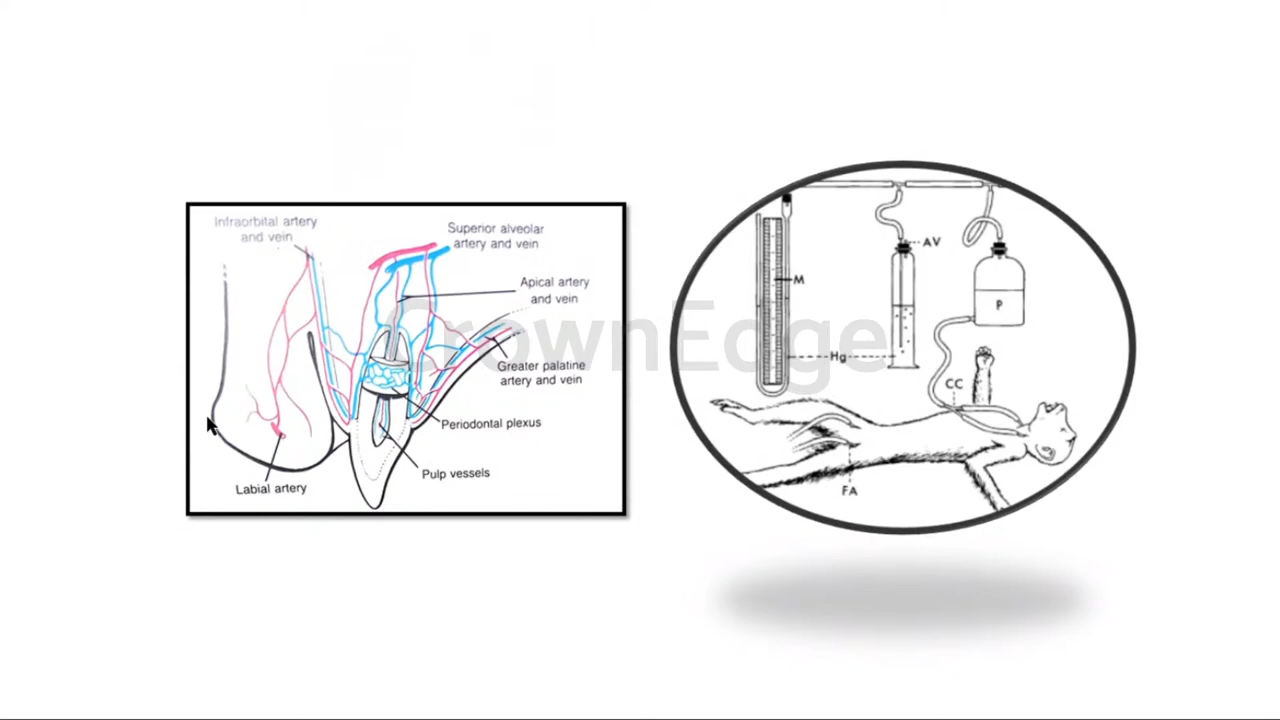 Infraorbital artery
and vein
Superior alveolar
artery and vein
Apical artery
and vein
CrownEdge
Greater palatine
artery and vein
Periodontal plexus
Pulp vessels
Labial artery
AV
M
P
Hg
CC
FA